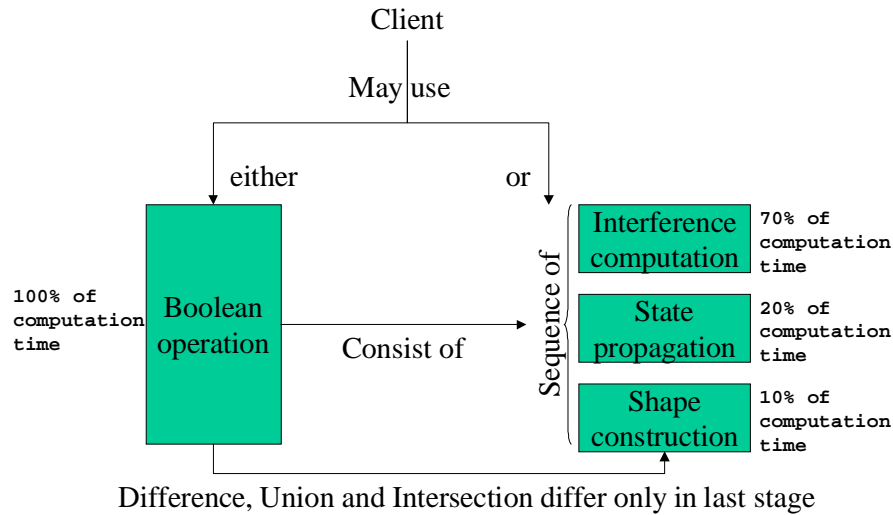 Client
May use
either
or
100% of
computation
time
Boolean
operation
Consist of
Sequence of
Interference
computation
70% of
computation
time
State
propagation
20% of
computation
time
Shape
construction
10% of
computation
time
Difference, Union and Intersection differ only in last stage